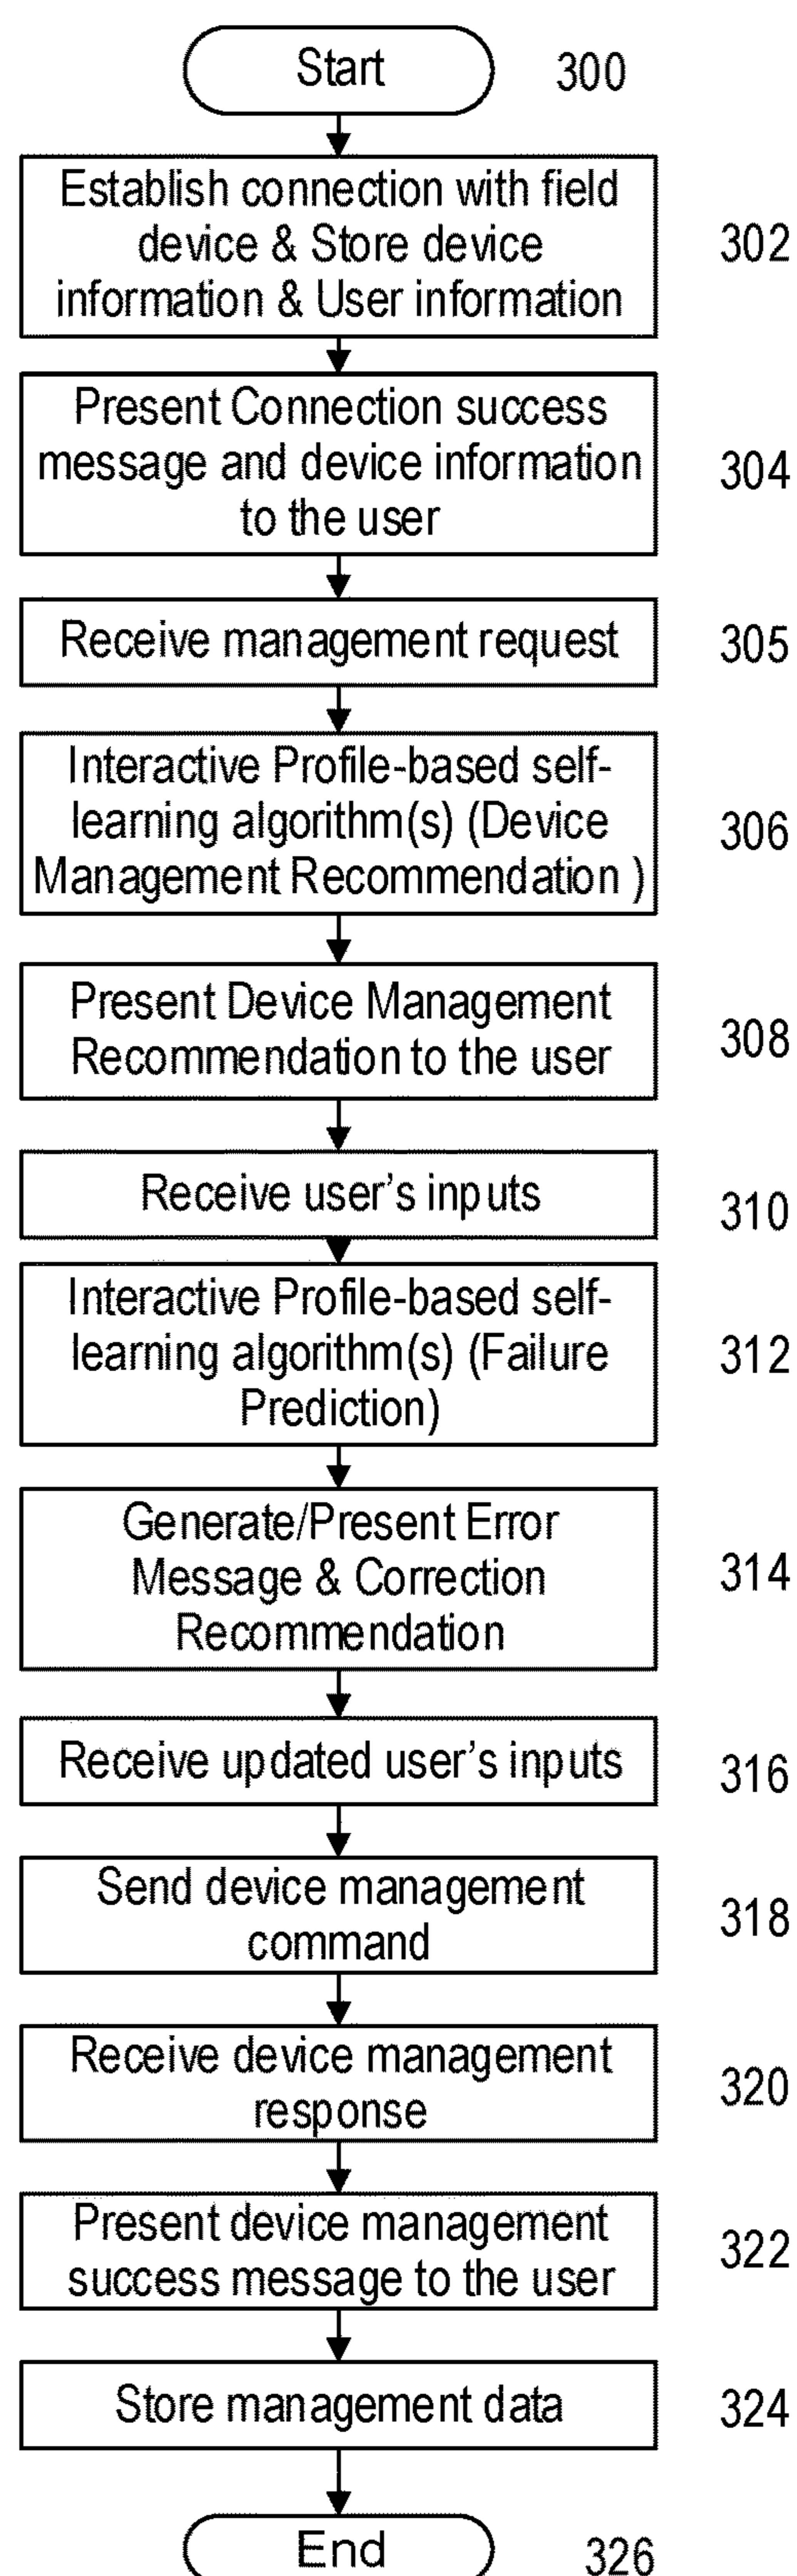 Start 300
Establish connection with field
device & Store device
information & User information
302
Present Connection success
message and device information
to the user
304
Receive management request 305
Interactive Profile-based self-
learning algorithm(s) (Device
Management Recommendation )
306
Present Device Management
Recommendation to the user
308
Receive user's inputs 310
Interactive Profile-based self-
learning algorithm(s) (Failure
Prediction)
312
Generate/Present Error
Message & Correction
Recommendation
314
Receive updated user's inputs 316
Send device management
command
318
Receive device management
response
320
Present device management
success message to the user
322
Store management data 324
End 326